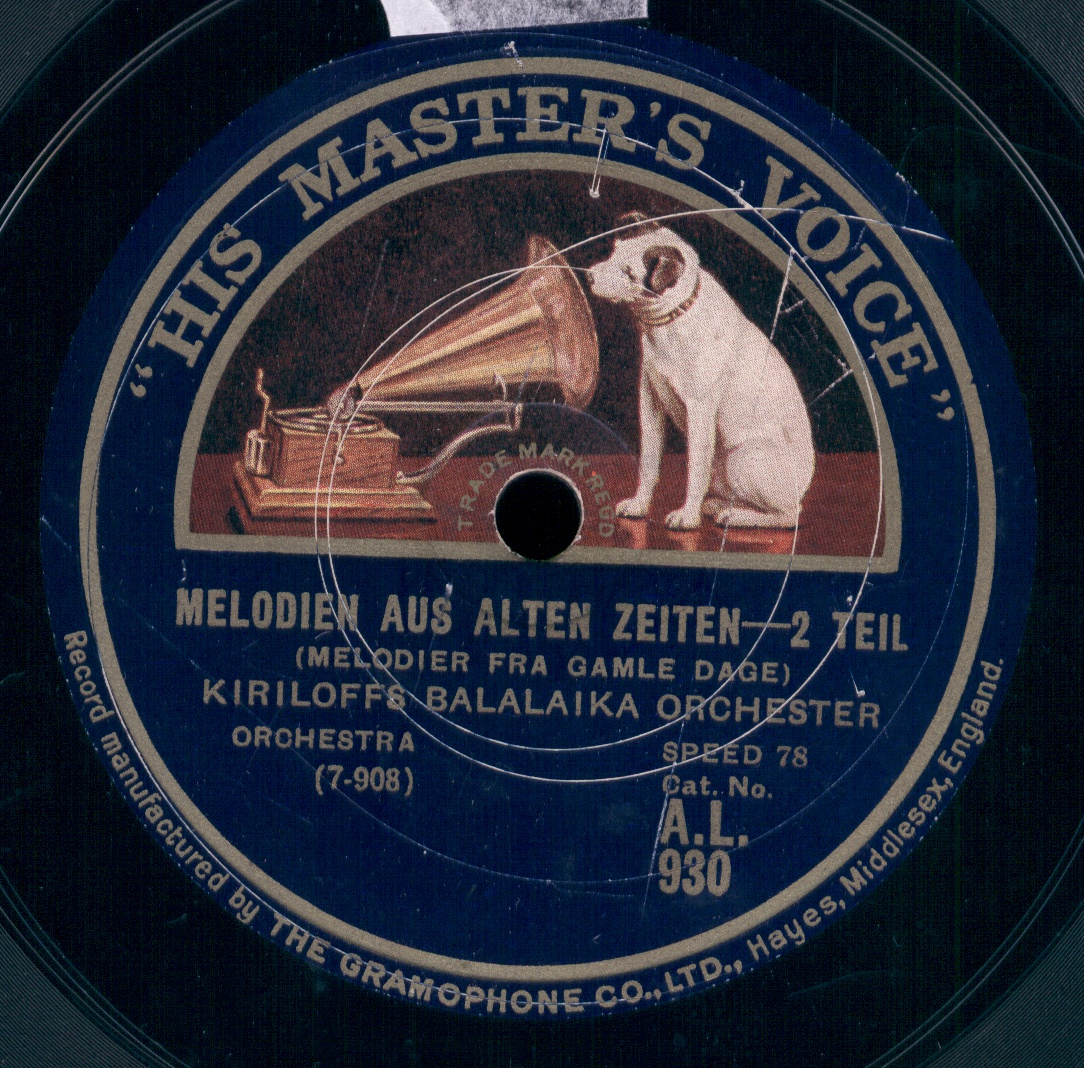 “HIS MASTER'S VOICE”
TRADE MARK REGD
MELODIEN AUS ALTEN ZEITEN—2 TEIL
(MELODIER FRA GAMLE DAGE)
KIRILOFFS BALALAIKA ORCHESTER
ORCHESTRA
(7-908)
SPEED 78
Cat. No.
A.L.
930
Record manufactured by THE GRAMOPHONE CO., LTD., Hayes, Middlesex, England.